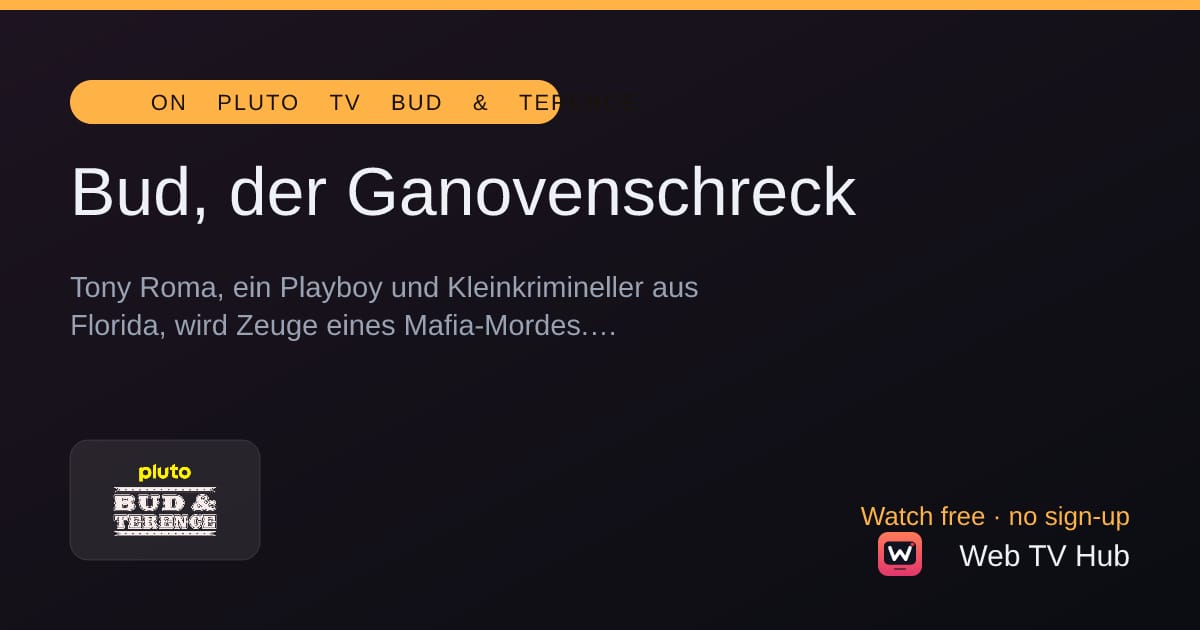 ON PLUTO TV BUD & TERENCE
Bud, der Ganovenschreck
Tony Roma, ein Playboy und Kleinkrimineller aus
Florida, wird Zeuge eines Mafia-Mordes.…
pluto
BUD &
TERENCE
Watch free · no sign-up
W
Web TV Hub